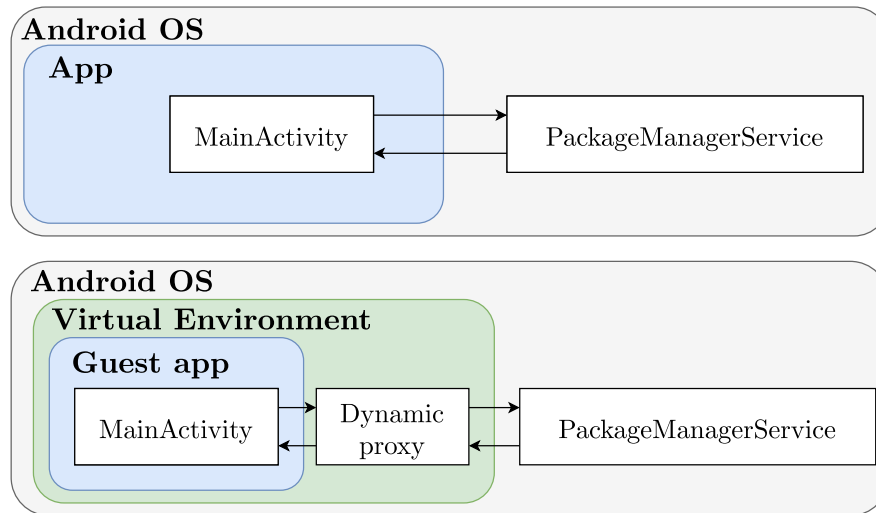 Android OS
App
MainActivity
PackageManagerService
Android OS
Virtual Environment
Guest app
MainActivity
Dynamic
proxy
PackageManagerService